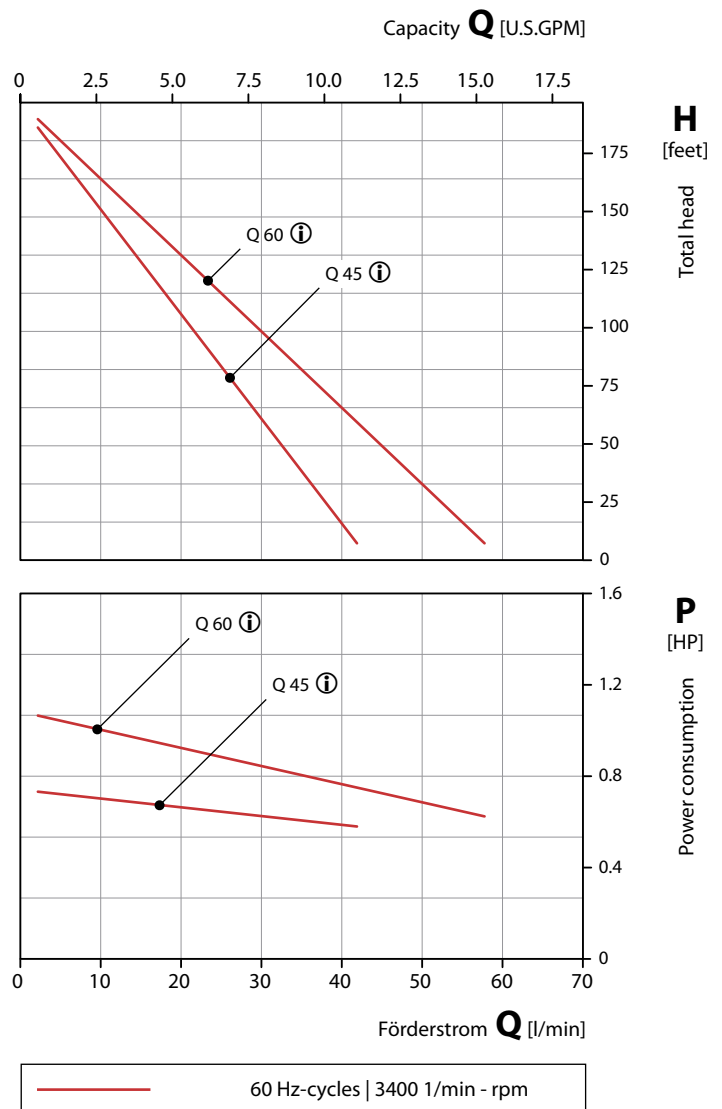 Capacity Q [U.S.GPM]
0 2.5 5.0 7.5 10.0 12.5 15.0 17.5
H
[feet]
Total head
175
150
125
100
75
50
25
0
Q 60 i
Q 45 i
P
[HP]
Power consumption
1.6
1.2
0.8
0.4
0
Q 60 i
Q 45 i
0 10 20 30 40 50 60 70
Förderstrom Q [l/min]
60 Hz-cycles | 3400 1/min - rpm